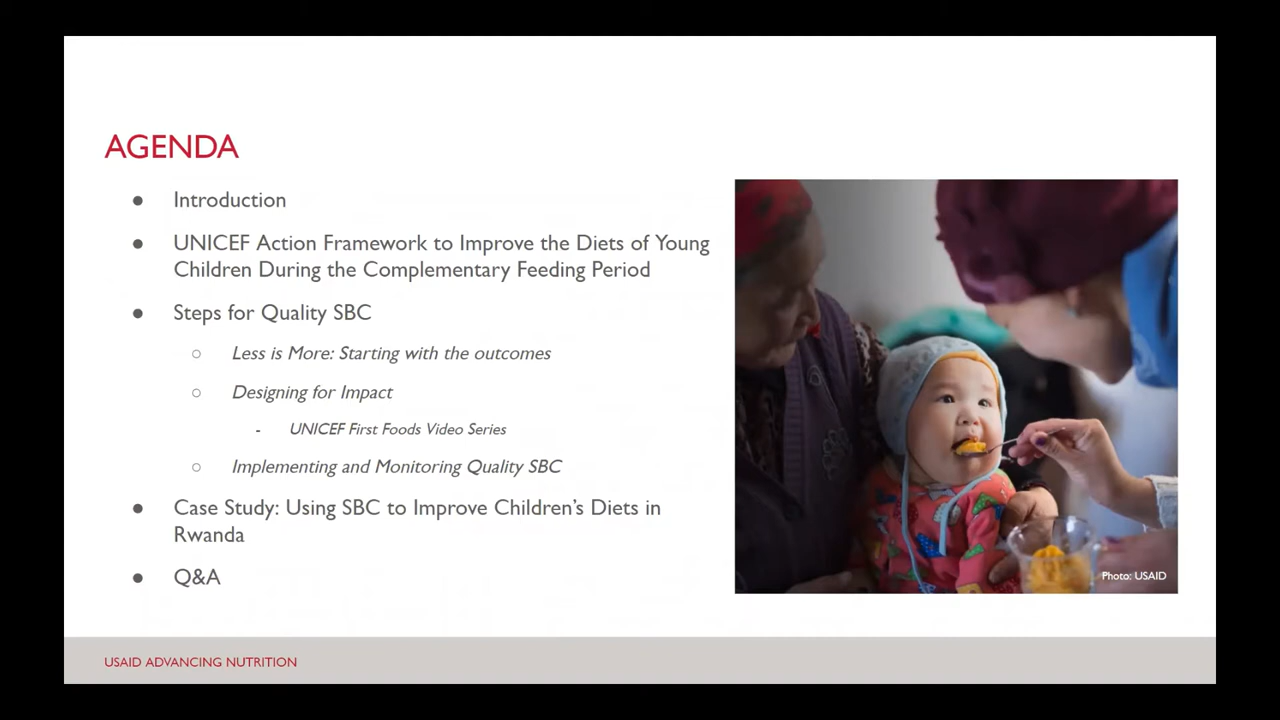 AGENDA
● Introduction
● UNICEF Action Framework to Improve the Diets of Young
Children During the Complementary Feeding Period
● Steps for Quality SBC
○ Less is More: Starting with the outcomes
○ Designing for Impact
- UNICEF First Foods Video Series
○ Implementing and Monitoring Quality SBC
● Case Study: Using SBC to Improve Children’s Diets in
Rwanda
● Q&A
Photo: USAID
USAID ADVANCING NUTRITION